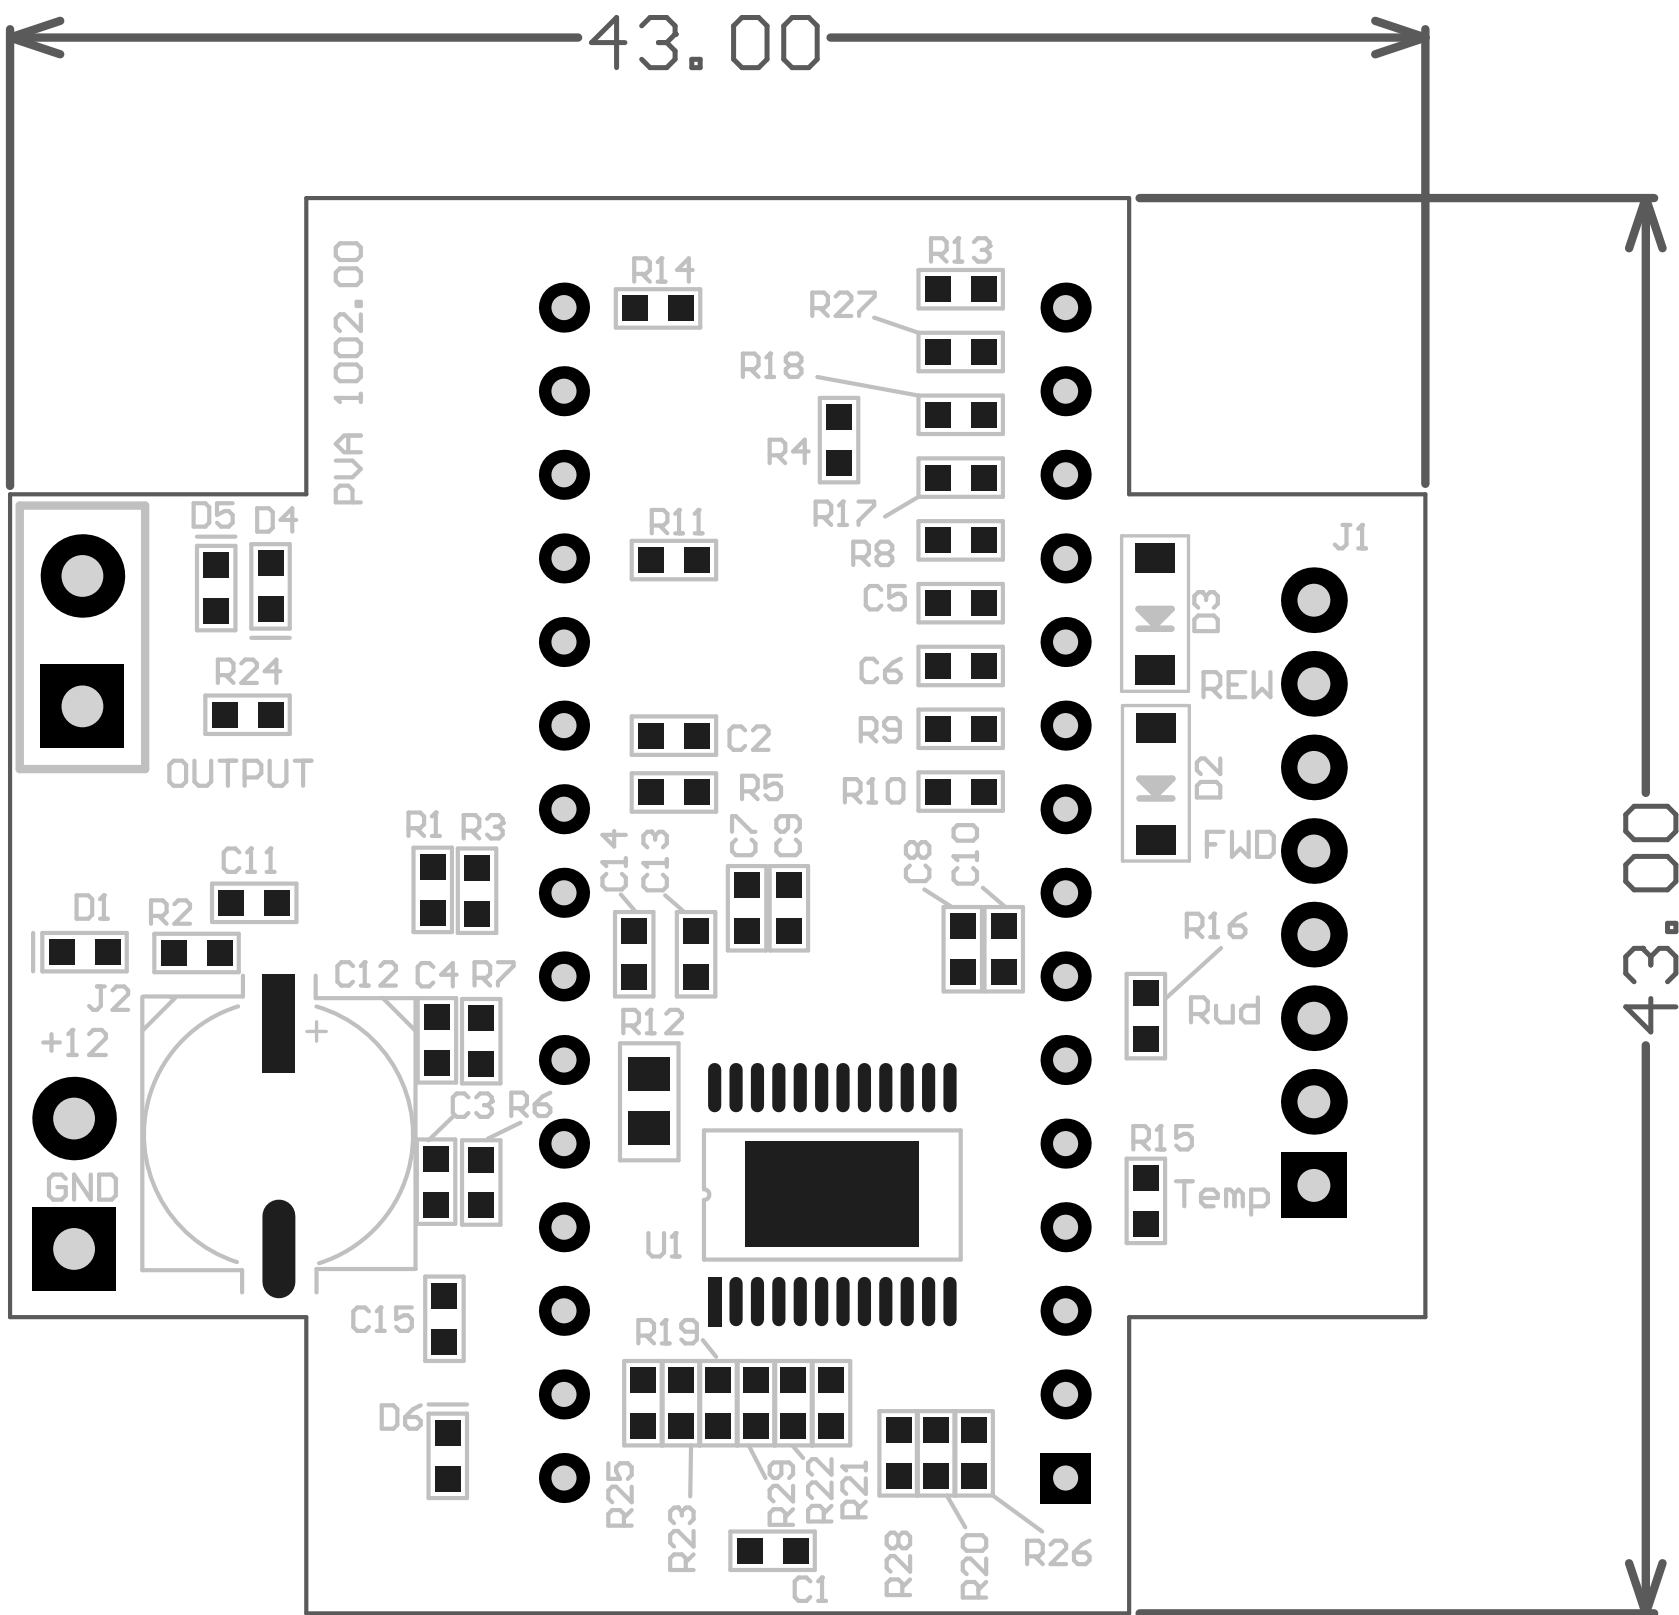 43.00
PVA 1002.00
R14
R13
R27
R18
R4
R17
D5
D4
R11
R8
J1
C5
D3
R24
C6
REW
C2
R9
OUTPUT
R5
R10
D2
R1
R3
C14
C13
C7
C9
C8
C10
FWD
43.00
C11
D1
R2
R16
C12
C4
R7
J2
+12
+
R12
Rud
C3
R6
R15
GND
Temp
U1
C15
R19
D6
R25
R23
R29
R22
R21
R28
R20
R26
C1